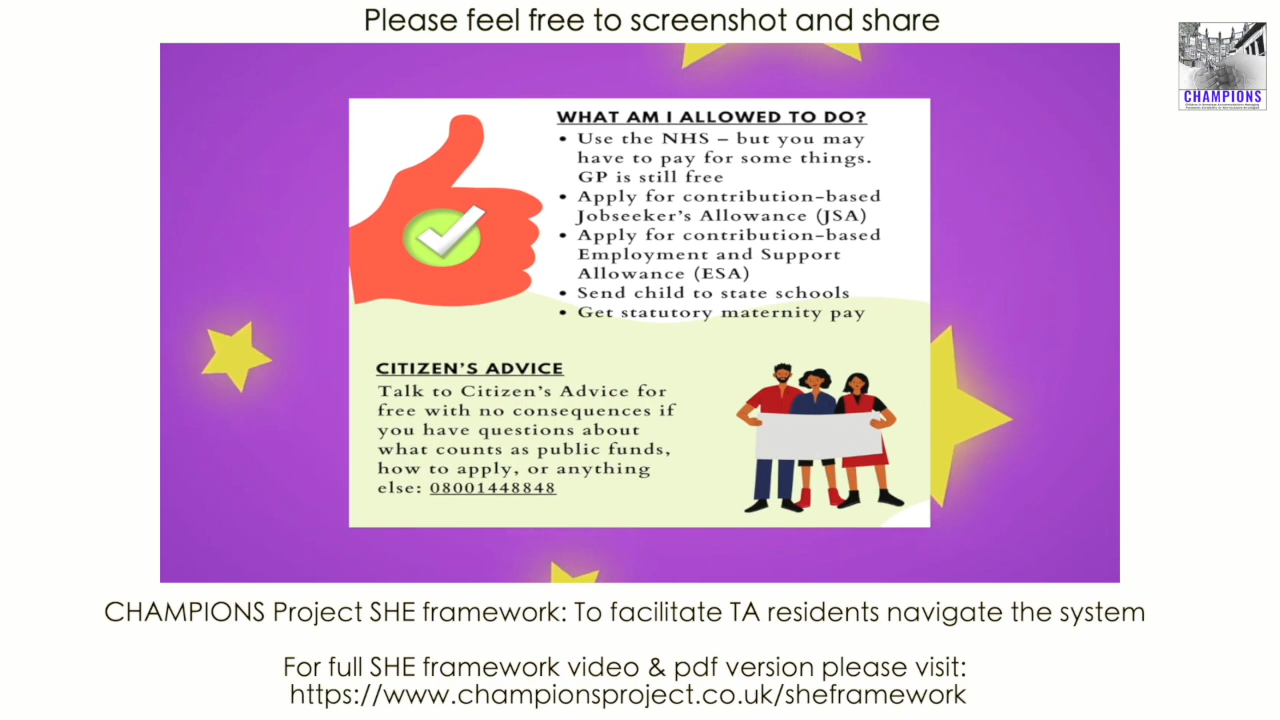 Please feel free to screenshot and share
CHAMPIONS
WHAT AM I ALLOWED TO DO?
• Use the NHS – but you may
have to pay for some things.
GP is still free
• Apply for contribution-based
Jobseeker's Allowance (JSA)
• Apply for contribution-based
Employment and Support
Allowance (ESA)
• Send child to state schools
• Get statutory maternity pay
CITIZEN'S ADVICE
Talk to Citizen's Advice for
free with no consequences if
you have questions about
what counts as public funds,
how to apply, or anything
else: 08001448848
CHAMPIONS Project SHE framework: To facilitate TA residents navigate the system
For full SHE framework video & pdf version please visit:
https://www.championsproject.co.uk/sheframework